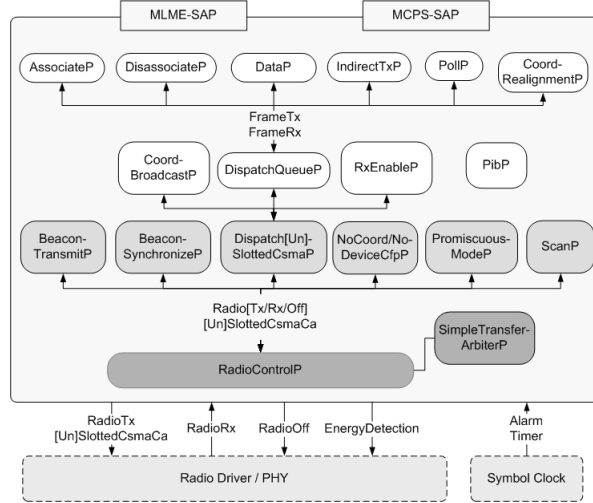 MLME-SAP
MCPS-SAP
AssociateP
DisassociateP
DataP
IndirectTxP
PollP
Coord-
RealignmentP
FrameTx
FrameRx
Coord-
BroadcastP
DispatchQueueP
RxEnableP
PibP
Beacon-
TransmitP
Beacon-
SynchronizeP
Dispatch[Un]-
SlottedCsmaP
NoCoord/No-
DeviceCfpP
Promiscuous-
ModeP
ScanP
Radio[Tx/Rx/Off]
[Un]SlottedCsmaCa
SimpleTransfer-
ArbiterP
RadioControlP
RadioTx
[Un]SlottedCsmaCa
RadioRx
RadioOff
EnergyDetection
Alarm
Timer
Radio Driver / PHY
Symbol Clock